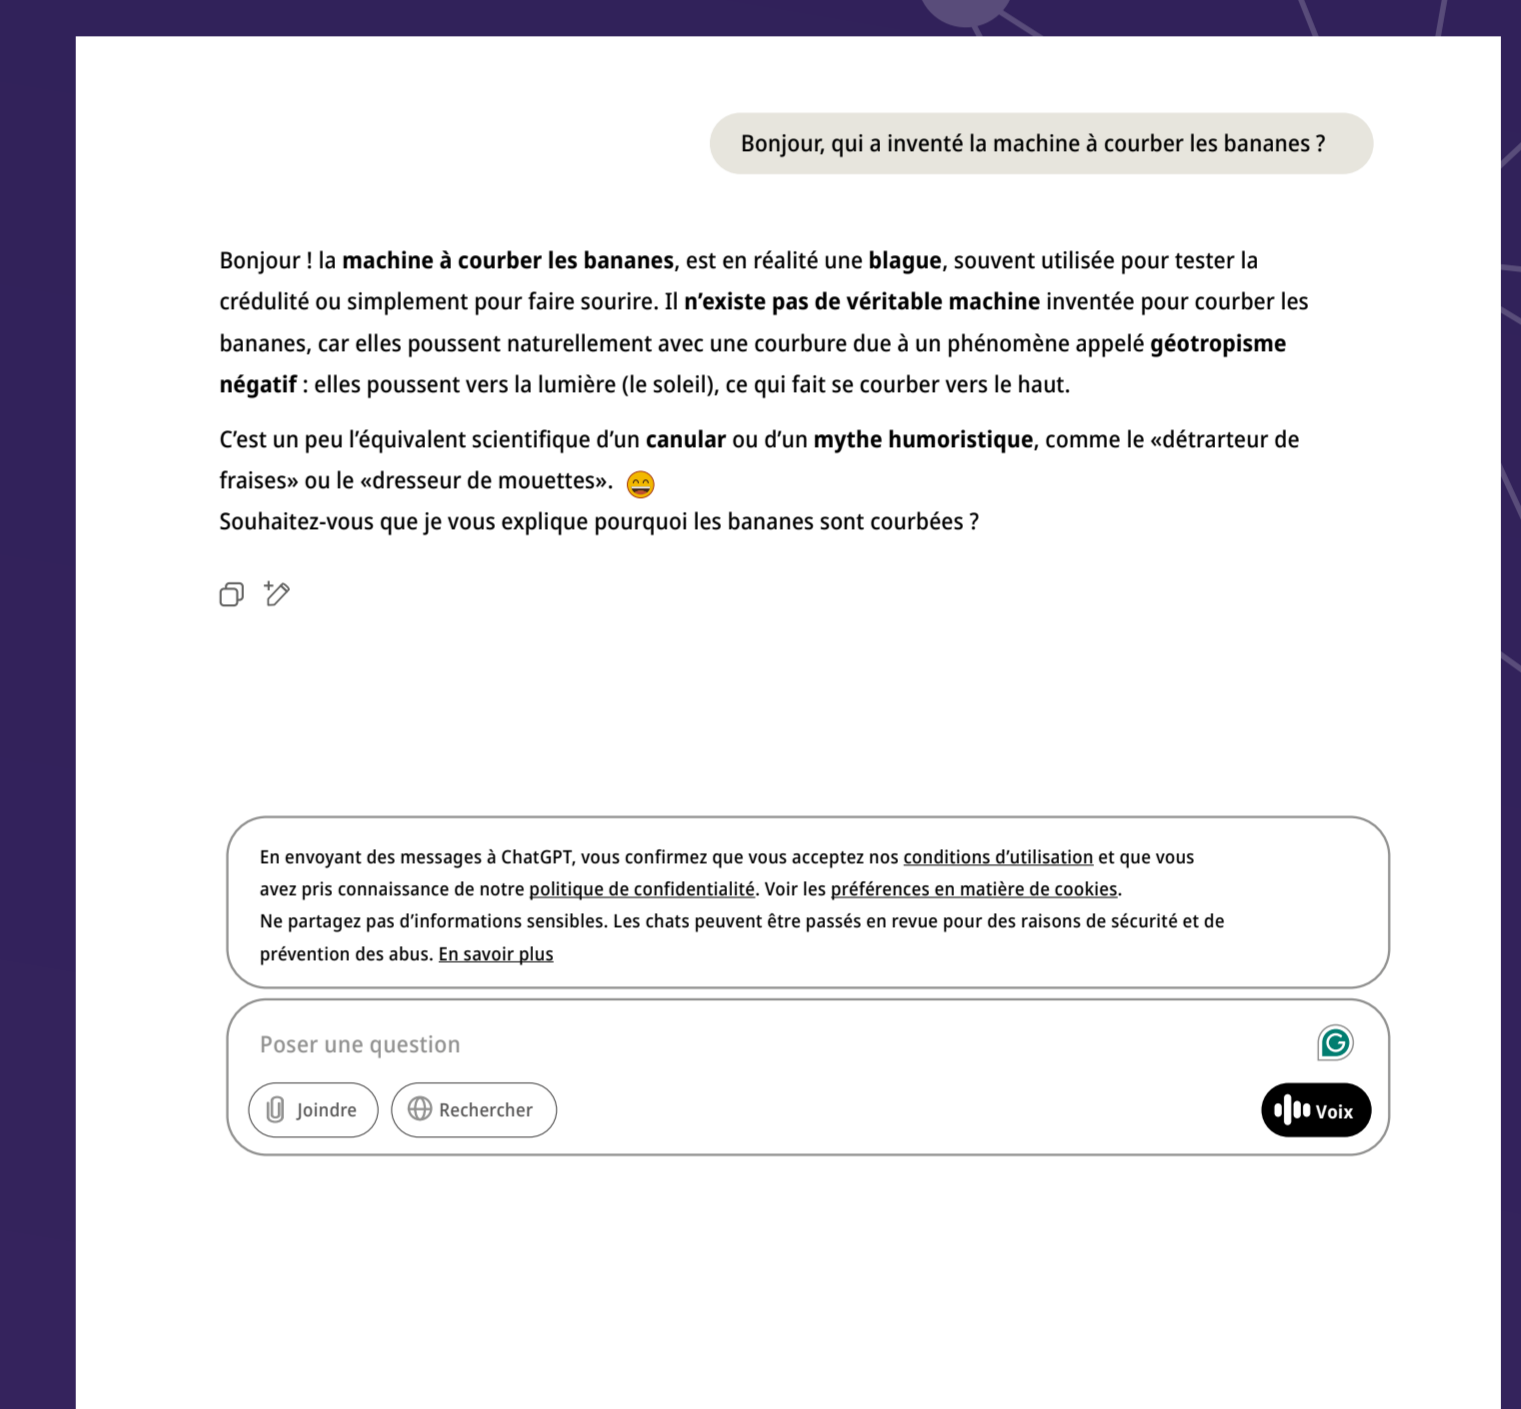 Bonjour, qui a inventé la machine à courber les bananes ?
Bonjour ! la machine à courber les bananes, est en réalité une blague, souvent utilisée pour tester la
crédulité ou simplement pour faire sourire. Il n’existe pas de véritable machine inventée pour courber les
bananes, car elles poussent naturellement avec une courbure due à un phénomène appelé géotropisme
négatif : elles poussent vers la lumière (le soleil), ce qui fait se courber vers le haut.
C’est un peu l’équivalent scientifique d’un canular ou d’un mythe humoristique, comme le «détrarteur de
fraises» ou le «dresseur de mouettes».
Souhaitez-vous que je vous explique pourquoi les bananes sont courbées ?
En envoyant des messages à ChatGPT, vous confirmez que vous acceptez nos conditions d’utilisation et que vous
avez pris connaissance de notre politique de confidentialité. Voir les préférences en matière de cookies.
Ne partagez pas d’informations sensibles. Les chats peuvent être passés en revue pour des raisons de sécurité et de
prévention des abus. En savoir plus
Poser une question
G
Joindre
Rechercher
Voix